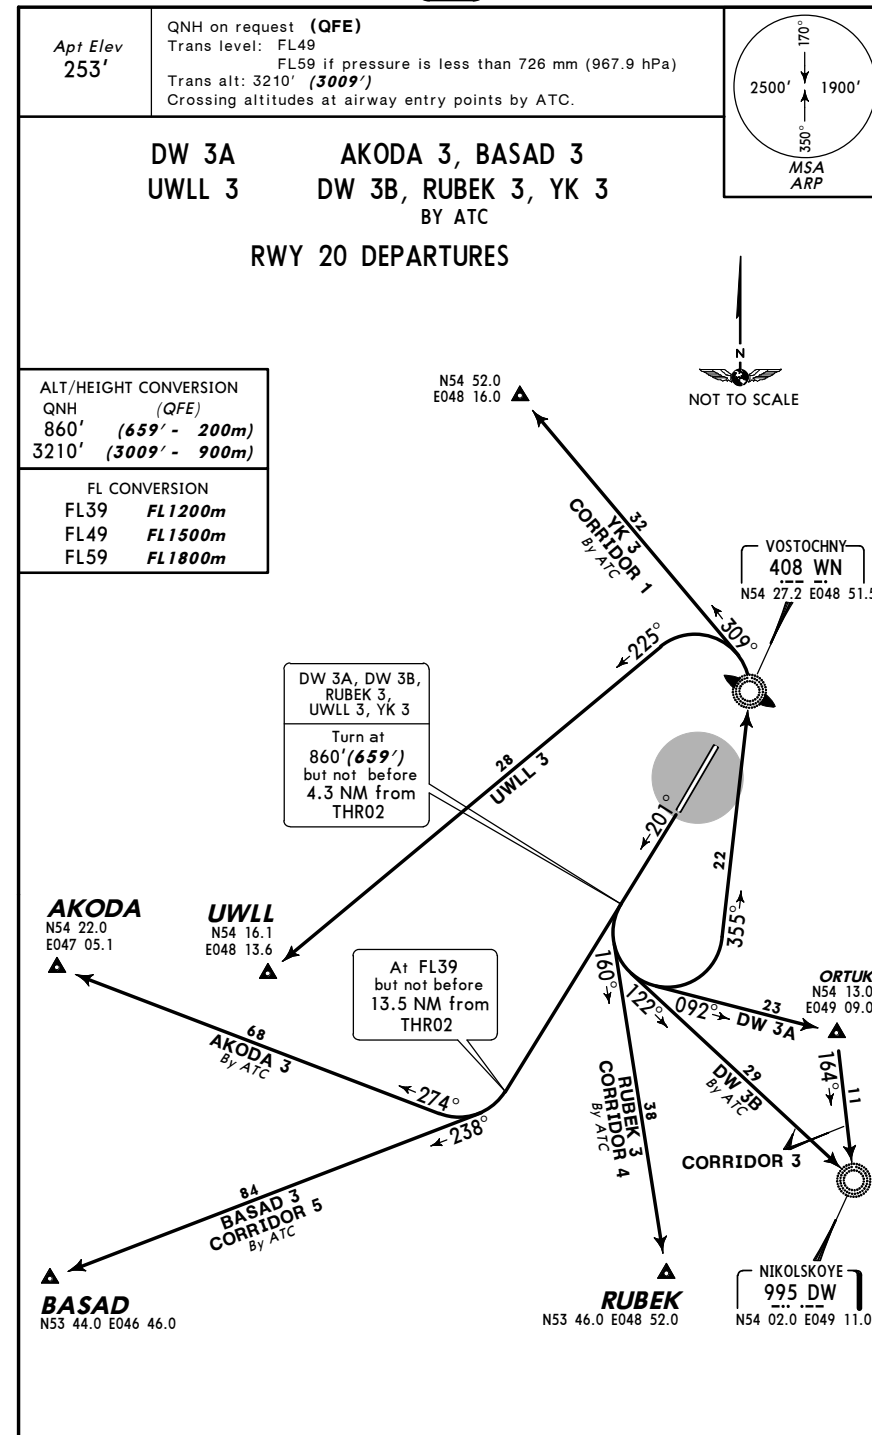 Apt Elev
253'
QNH on request (QFE)
Trans level: FL49
FL59 if pressure is less than 726 mm (967.9 hPa)
Trans alt: 3210' (3009')
Crossing altitudes at airway entry points by ATC.
170°
2500' 1900'
350°
MSA
ARP
DW 3A AKODA 3, BASAD 3
UWLL 3 DW 3B, RUBEK 3, YK 3
BY ATC
RWY 20 DEPARTURES
N
NOT TO SCALE
ALT/HEIGHT CONVERSION
QNH (QFE)
860' (659' - 200m)
3210' (3009' - 900m)
FL CONVERSION
FL39 FL1200m
FL49 FL1500m
FL59 FL1800m
N54 52.0
E048 16.0
32
YK 3
CORRIDOR 1
By ATC
VOSTOCHNY
408 WN
N54 27.2 E048 51.5
309°
225°
DW 3A, DW 3B,
RUBEK 3,
UWLL 3, YK 3
Turn at
860'(659')
but not before
4.3 NM from
THR02
28
UWLL 3
201°
22
355°
AKODA
N54 22.0
E047 05.1
UWLL
N54 16.1
E048 13.6
At FL39
but not before
13.5 NM from
THR02
160°
122°
092°
23
DW 3A
ORTUK
N54 13.0
E049 09.0
68
AKODA 3
By ATC
274°
238°
38
RUBEK 3
CORRIDOR 4
By ATC
29
DW 3B
By ATC
164°
11
CORRIDOR 3
84
BASAD 3
CORRIDOR 5
By ATC
BASAD
N53 44.0 E046 46.0
RUBEK
N53 46.0 E048 52.0
NIKOLSKOYE
995 DW
N54 02.0 E049 11.0